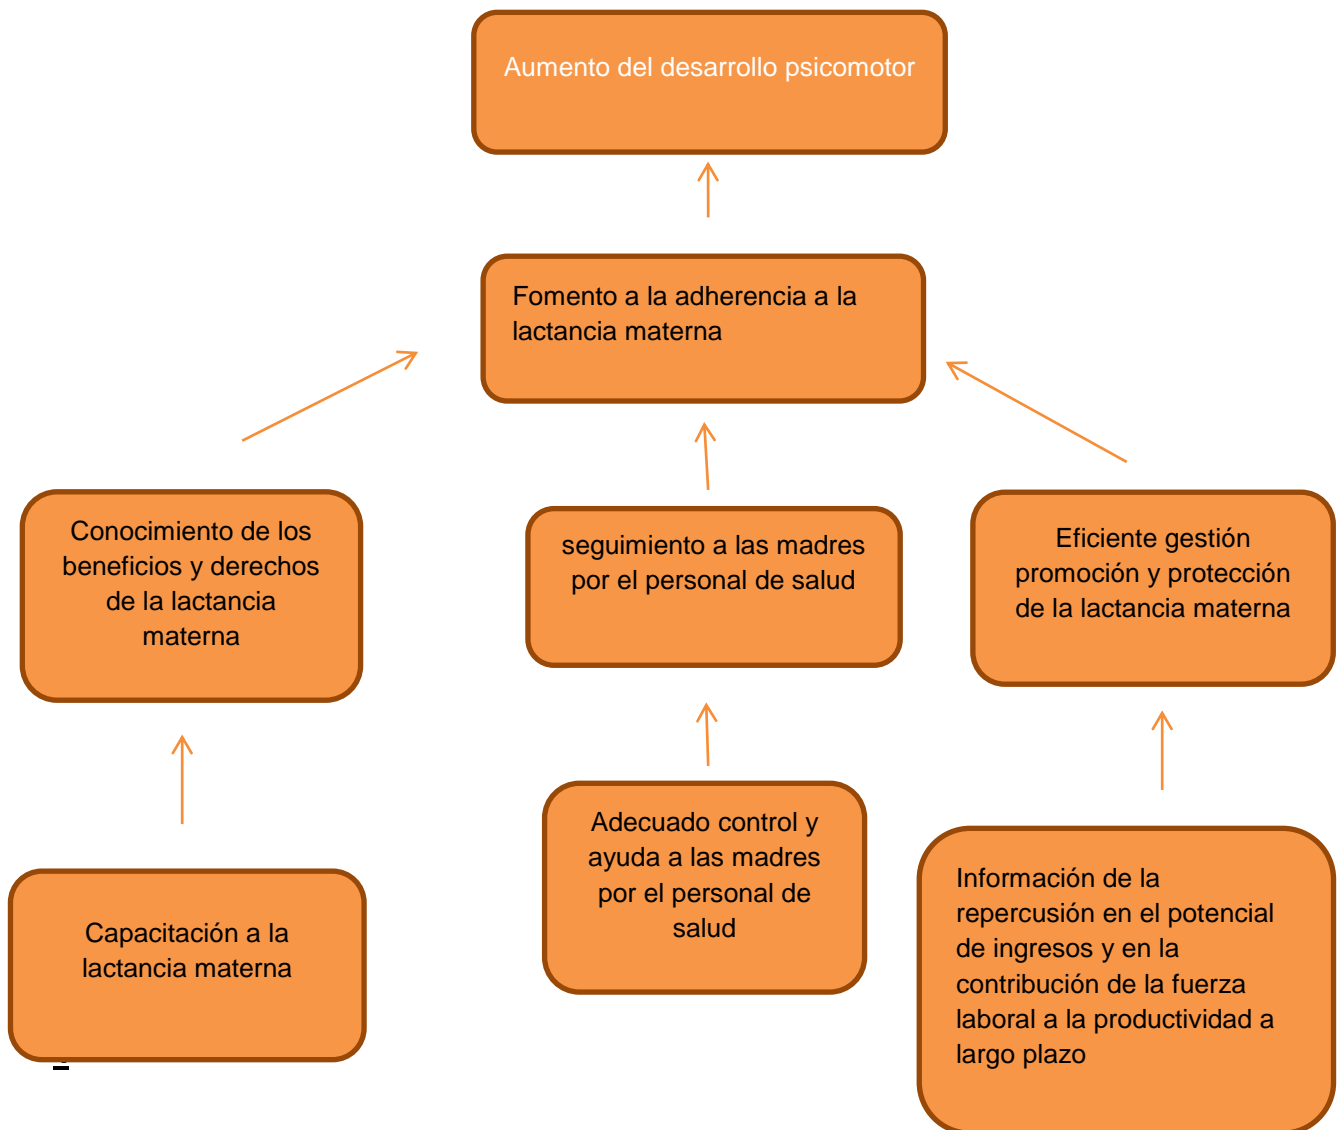 Aumento del desarrollo psicomotor
Fomento a la adherencia a la
lactancia materna
Conocimiento de los
beneficios y derechos
de la lactancia
materna
seguimiento a las madres
por el personal de salud
Eficiente gestión
promoción y protección
de la lactancia materna
Capacitación a la
lactancia materna
Adecuado control y
ayuda a las madres
por el personal de
salud
Información de la
repercusión en el potencial
de ingresos y en la
contribución de la fuerza
laboral a la productividad a
largo plazo